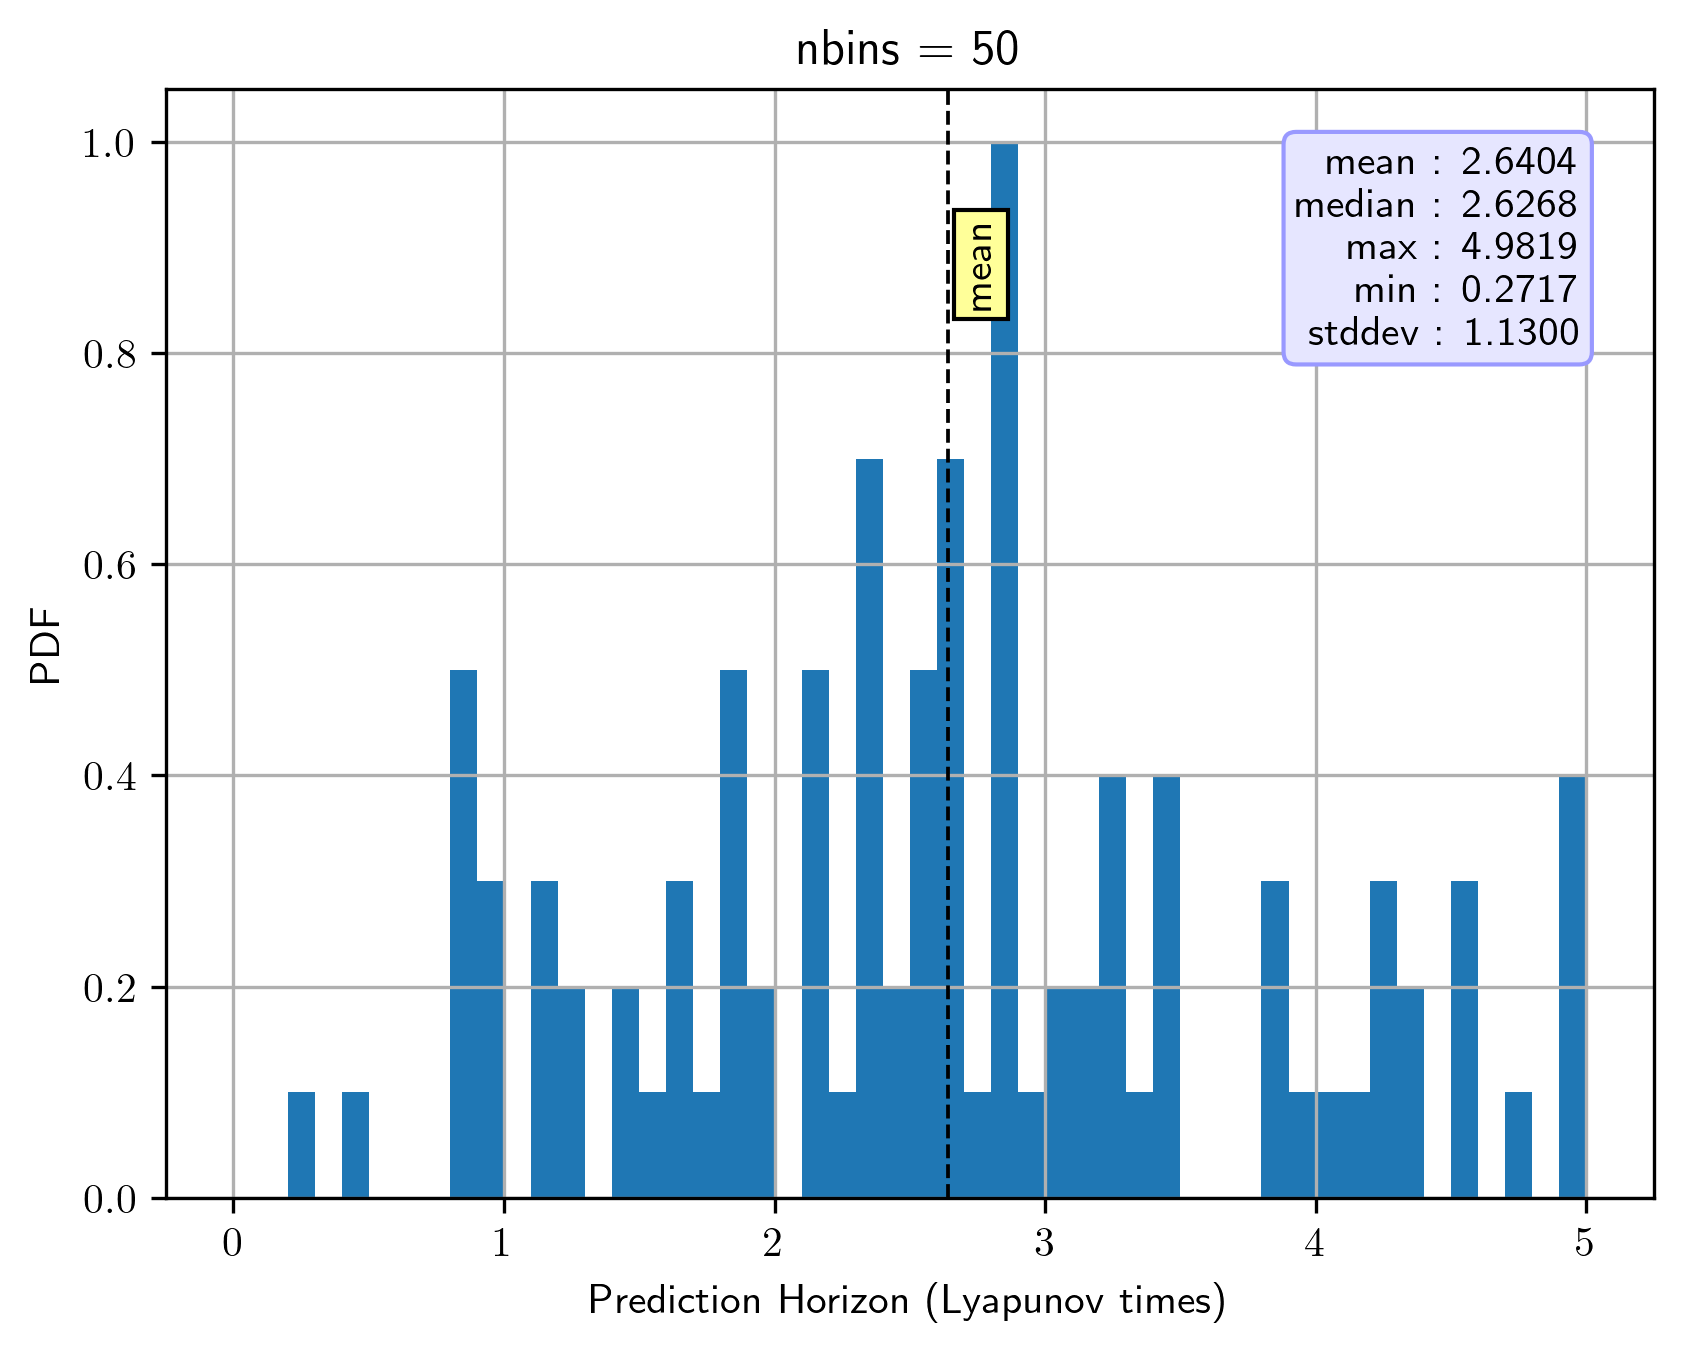 nbins = 50
mean : 2.6404
median : 2.6268
max : 4.9819
min : 0.2717
stddev : 1.1300
mean
PDF
1.0
0.8
0.6
0.4
0.2
0.0
0 1 2 3 4 5
Prediction Horizon (Lyapunov times)